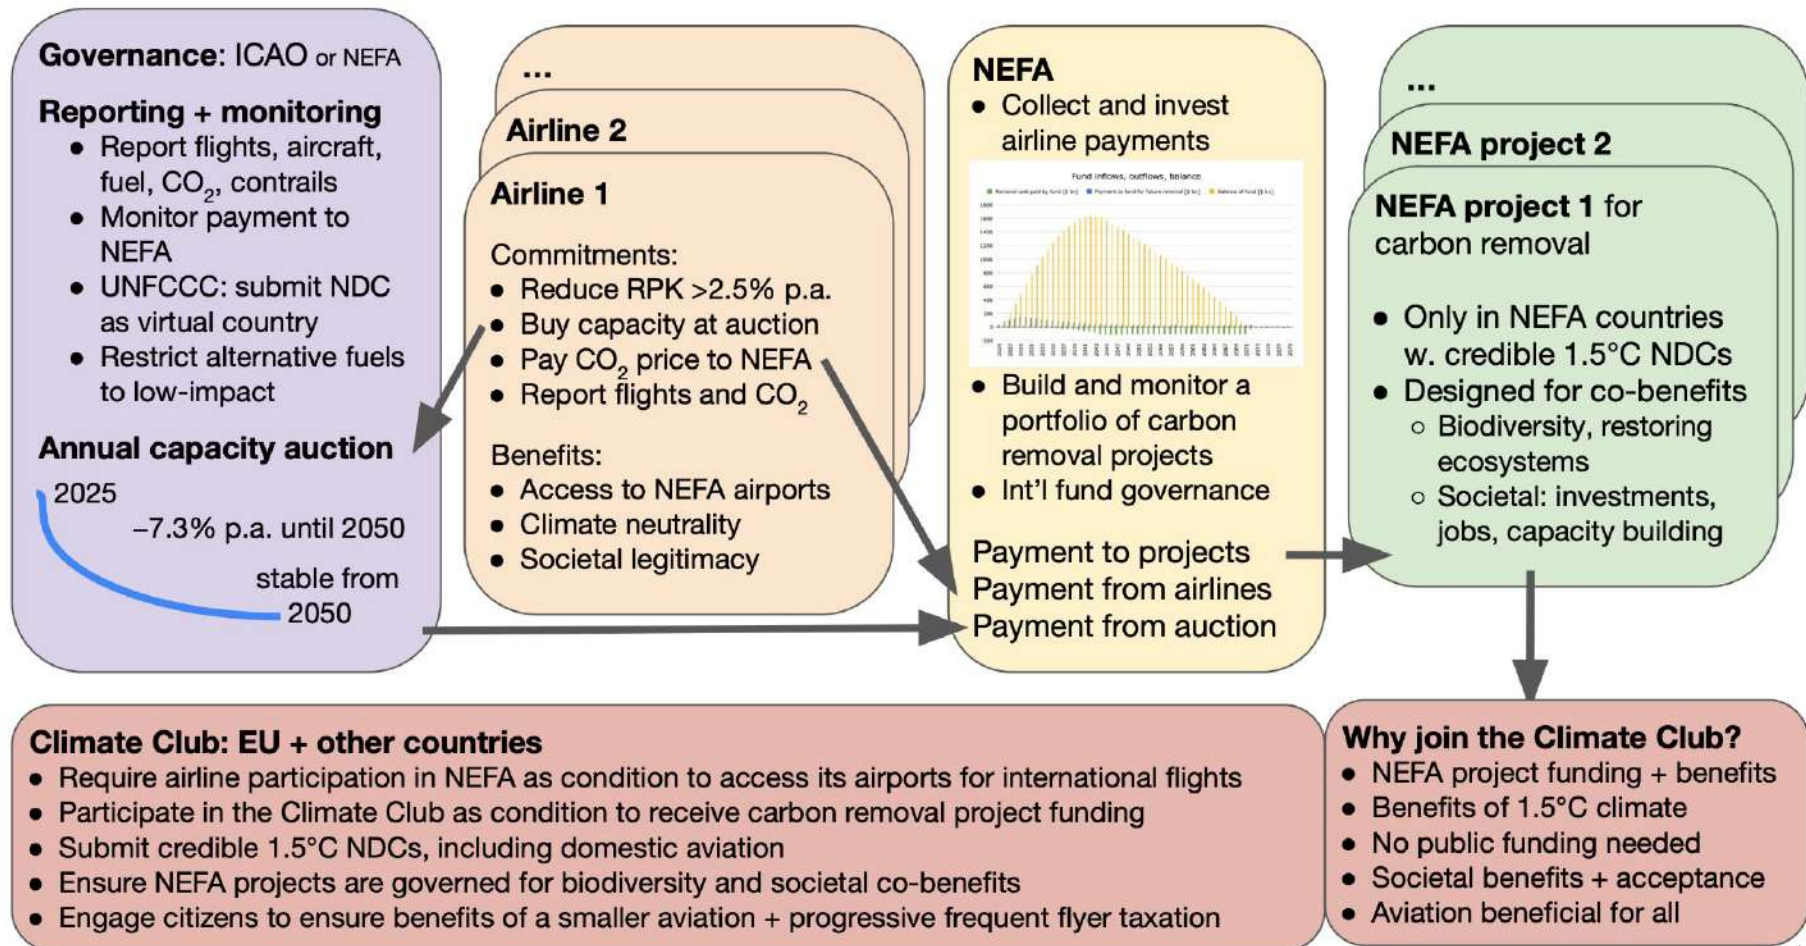 Governance: ICAO or NEFA
Reporting + monitoring
● Report flights, aircraft,
fuel, CO₂, contrails
● Monitor payment to
NEFA
● UNFCCC: submit NDC
as virtual country
● Restrict alternative fuels
to low-impact
Annual capacity auction
2025
–7.3% p.a. until 2050
stable from
2050
...
Airline 2
Airline 1
Commitments:
● Reduce RPK >2.5% p.a.
● Buy capacity at auction
● Pay CO₂ price to NEFA
● Report flights and CO₂
Benefits:
● Access to NEFA airports
● Climate neutrality
● Societal legitimacy
NEFA
● Collect and invest
airline payments
Fund inflows, outflows, balance
● Build and monitor a
portfolio of carbon
removal projects
● Int'l fund governance
Payment to projects
Payment from airlines
Payment from auction
...
NEFA project 2
NEFA project 1 for
carbon removal
● Only in NEFA countries
w. credible 1.5°C NDCs
● Designed for co-benefits
○ Biodiversity, restoring
ecosystems
○ Societal: investments,
jobs, capacity building
Climate Club: EU + other countries
● Require airline participation in NEFA as condition to access its airports for international flights
● Participate in the Climate Club as condition to receive carbon removal project funding
● Submit credible 1.5°C NDCs, including domestic aviation
● Ensure NEFA projects are governed for biodiversity and societal co-benefits
● Engage citizens to ensure benefits of a smaller aviation + progressive frequent flyer taxation
Why join the Climate Club?
● NEFA project funding + benefits
● Benefits of 1.5°C climate
● No public funding needed
● Societal benefits + acceptance
● Aviation beneficial for all